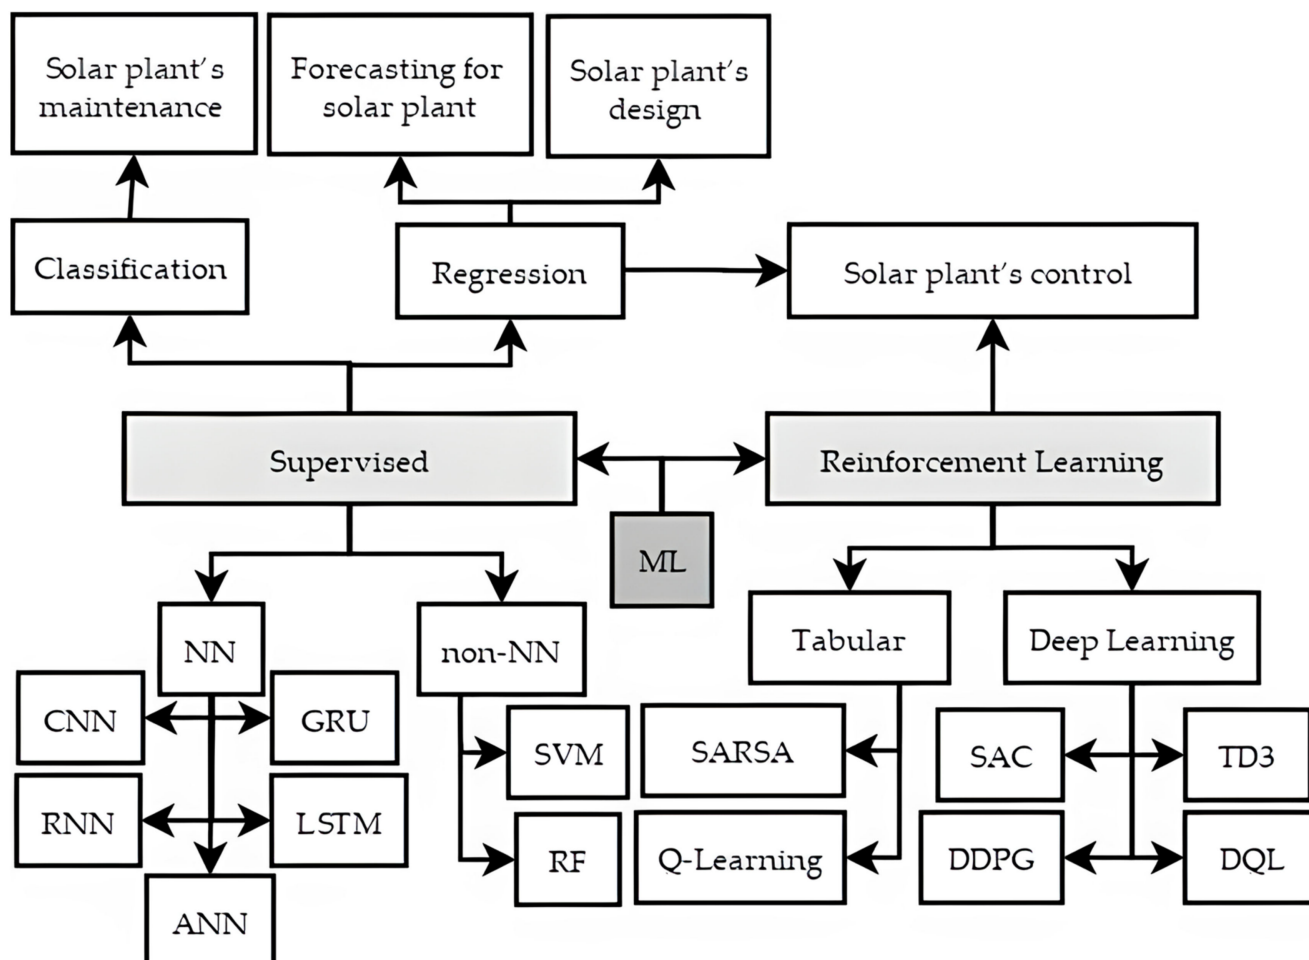 Solar plant's
maintenance
Forecasting for
solar plant
Solar plant's
design
Classification
Regression
Solar plant's control
Supervised
Reinforcement Learning
ML
NN
non-NN
Tabular
Deep Learning
CNN
GRU
SVM
SARSA
SAC
TD3
RNN
LSTM
RF
Q-Learning
DDPG
DQL
ANN